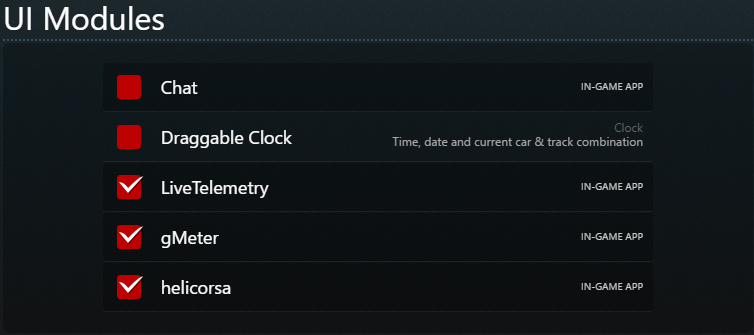 UI Modules
Chat
IN-GAME APP
Draggable Clock
Clock
Time, date and current car & track combination
LiveTelemetry
IN-GAME APP
gMeter
IN-GAME APP
helicorsa
IN-GAME APP